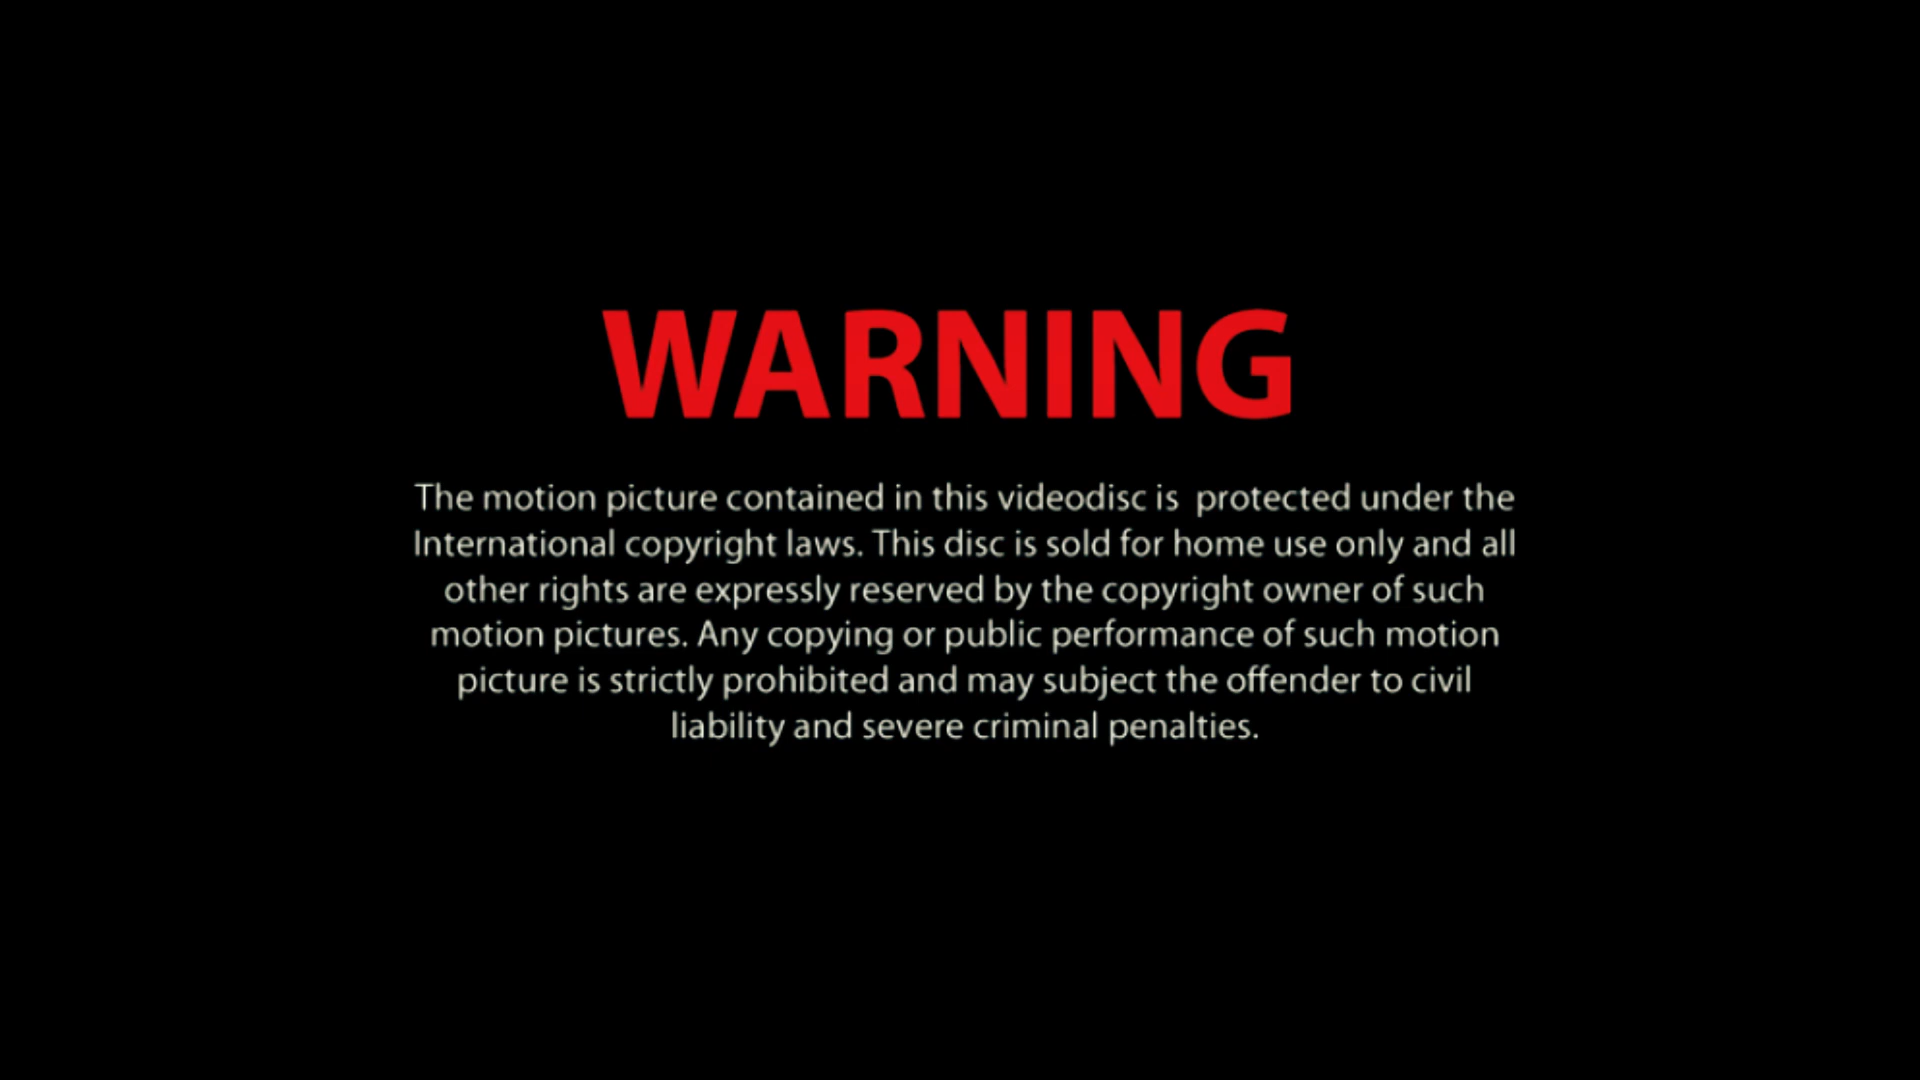 WARNING
The motion picture contained in this videodisc is  protected under the
International copyright laws. This disc is sold for home use only and all
other rights are expressly reserved by the copyright owner of such
motion pictures. Any copying or public performance of such motion
picture is strictly prohibited and may subject the offender to civil
liability and severe criminal penalties.